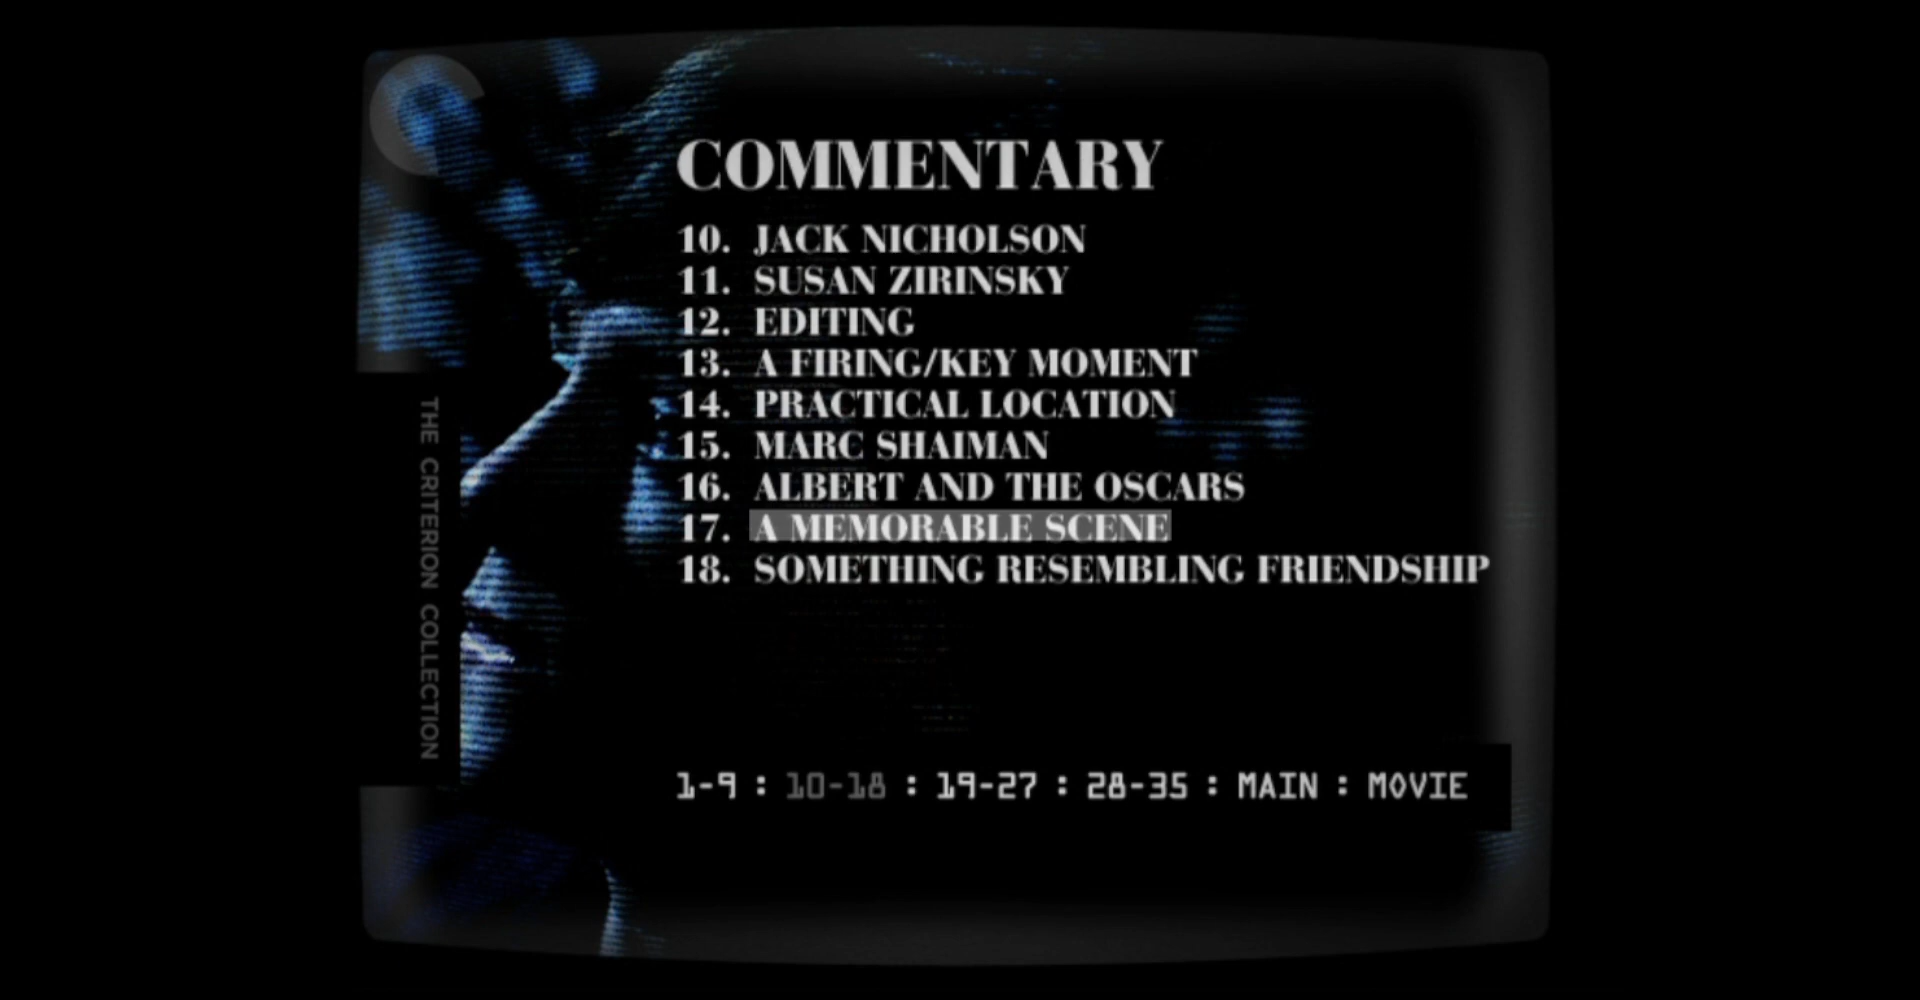 COMMENTARY
10. JACK NICHOLSON
11. SUSAN ZIRINSKY
12. EDITING
13. A FIRING/KEY MOMENT
14. PRACTICAL LOCATION
15. MARC SHAIMAN
16. ALBERT AND THE OSCARS
17. A MEMORABLE SCENE
18. SOMETHING RESEMBLING FRIENDSHIP
THE CRITERION COLLECTION
1-9 : 10-18 : 19-27 : 28-35 : MAIN : MOVIE